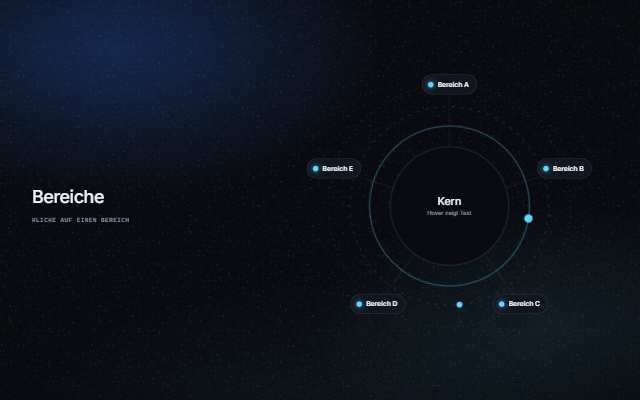 Bereich A
Bereich E
Bereich B
Bereiche
KLICKE AUF EINEN BEREICH
Kern
Hover zeigt Text
Bereich D
Bereich C